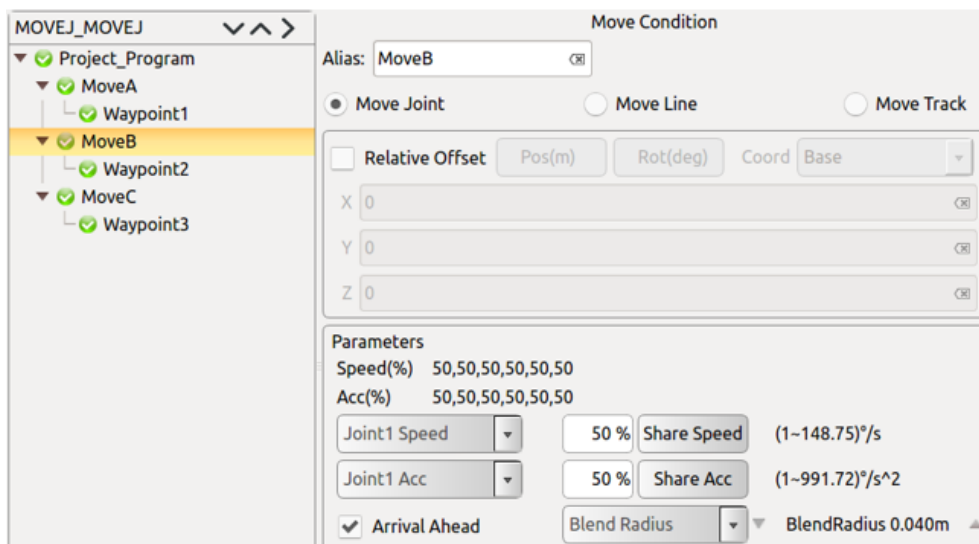 MOVEJ_MOVEJ
Project_Program
MoveA
Waypoint1
MoveB
Waypoint2
MoveC
Waypoint3
Move Condition
Alias: MoveB
Move Joint Move Line Move Track
Relative Offset Pos(m) Rot(deg) Coord Base
X 0
Y 0
Z 0
Parameters
Speed(%) 50,50,50,50,50,50
Acc(%) 50,50,50,50,50,50
Joint1 Speed 50 % Share Speed (1~148.75)°/s
Joint1 Acc 50 % Share Acc (1~991.72)°/s^2
Arrival Ahead Blend Radius BlendRadius 0.040m